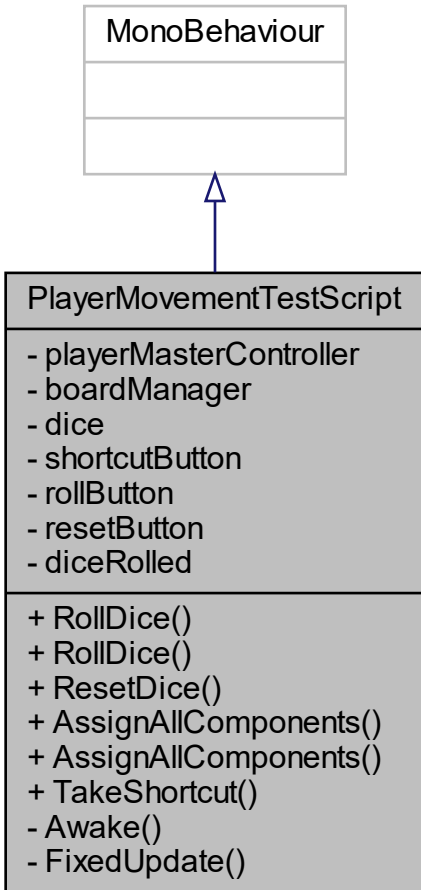 MonoBehaviour
PlayerMovementTestScript
- playerMasterController
- boardManager
- dice
- shortcutButton
- rollButton
- resetButton
- diceRolled
+ RollDice()
+ RollDice()
+ ResetDice()
+ AssignAllComponents()
+ AssignAllComponents()
+ TakeShortcut()
- Awake()
- FixedUpdate()